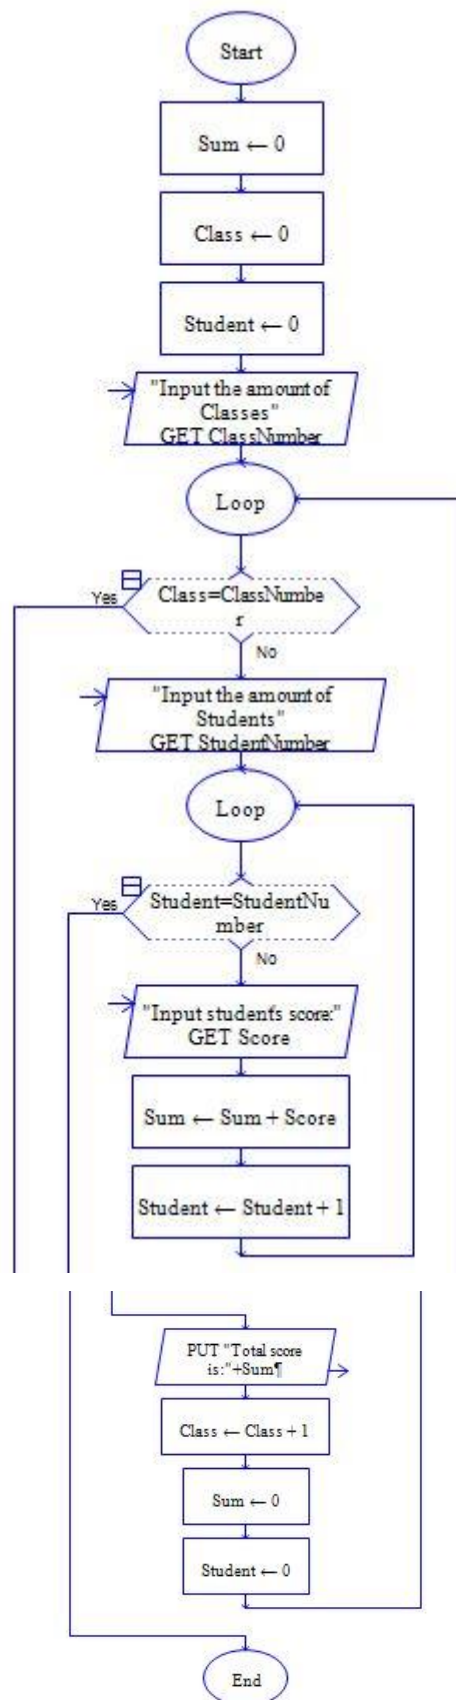 Start
Sum ← 0
Class ← 0
Student ← 0
"Input the amount of
Classes"
GET ClassNumber
Loop
Class=ClassNumbe
r
Yes
No
"Input the amount of
Students"
GET StudentNumber
Loop
Student=StudentNu
mber
Yes
No
"Input student's score:"
GET Score
Sum ← Sum + Score
Student ← Student + 1
PUT "Total score
is:"+Sum¶
Class ← Class + 1
Sum ← 0
Student ← 0
End